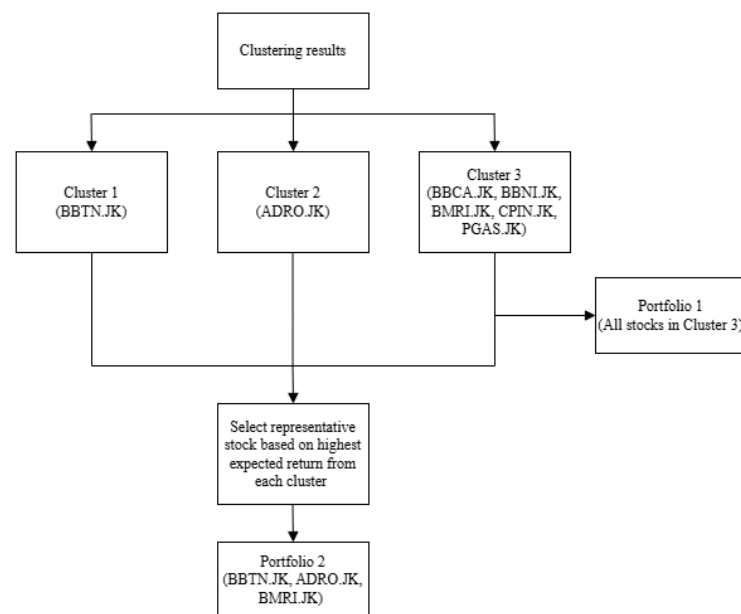 Clustering results
Cluster 1
(BBTN.JK)
Cluster 2
(ADRO.JK)
Cluster 3
(BBCA.JK, BBNI.JK,
BMRI.JK, CPIN.JK,
PGAS.JK)
Portfolio 1
(All stocks in Cluster 3)
Select representative
stock based on highest
expected return from
each cluster
Portfolio 2
(BBTN.JK, ADRO.JK,
BMRI.JK)